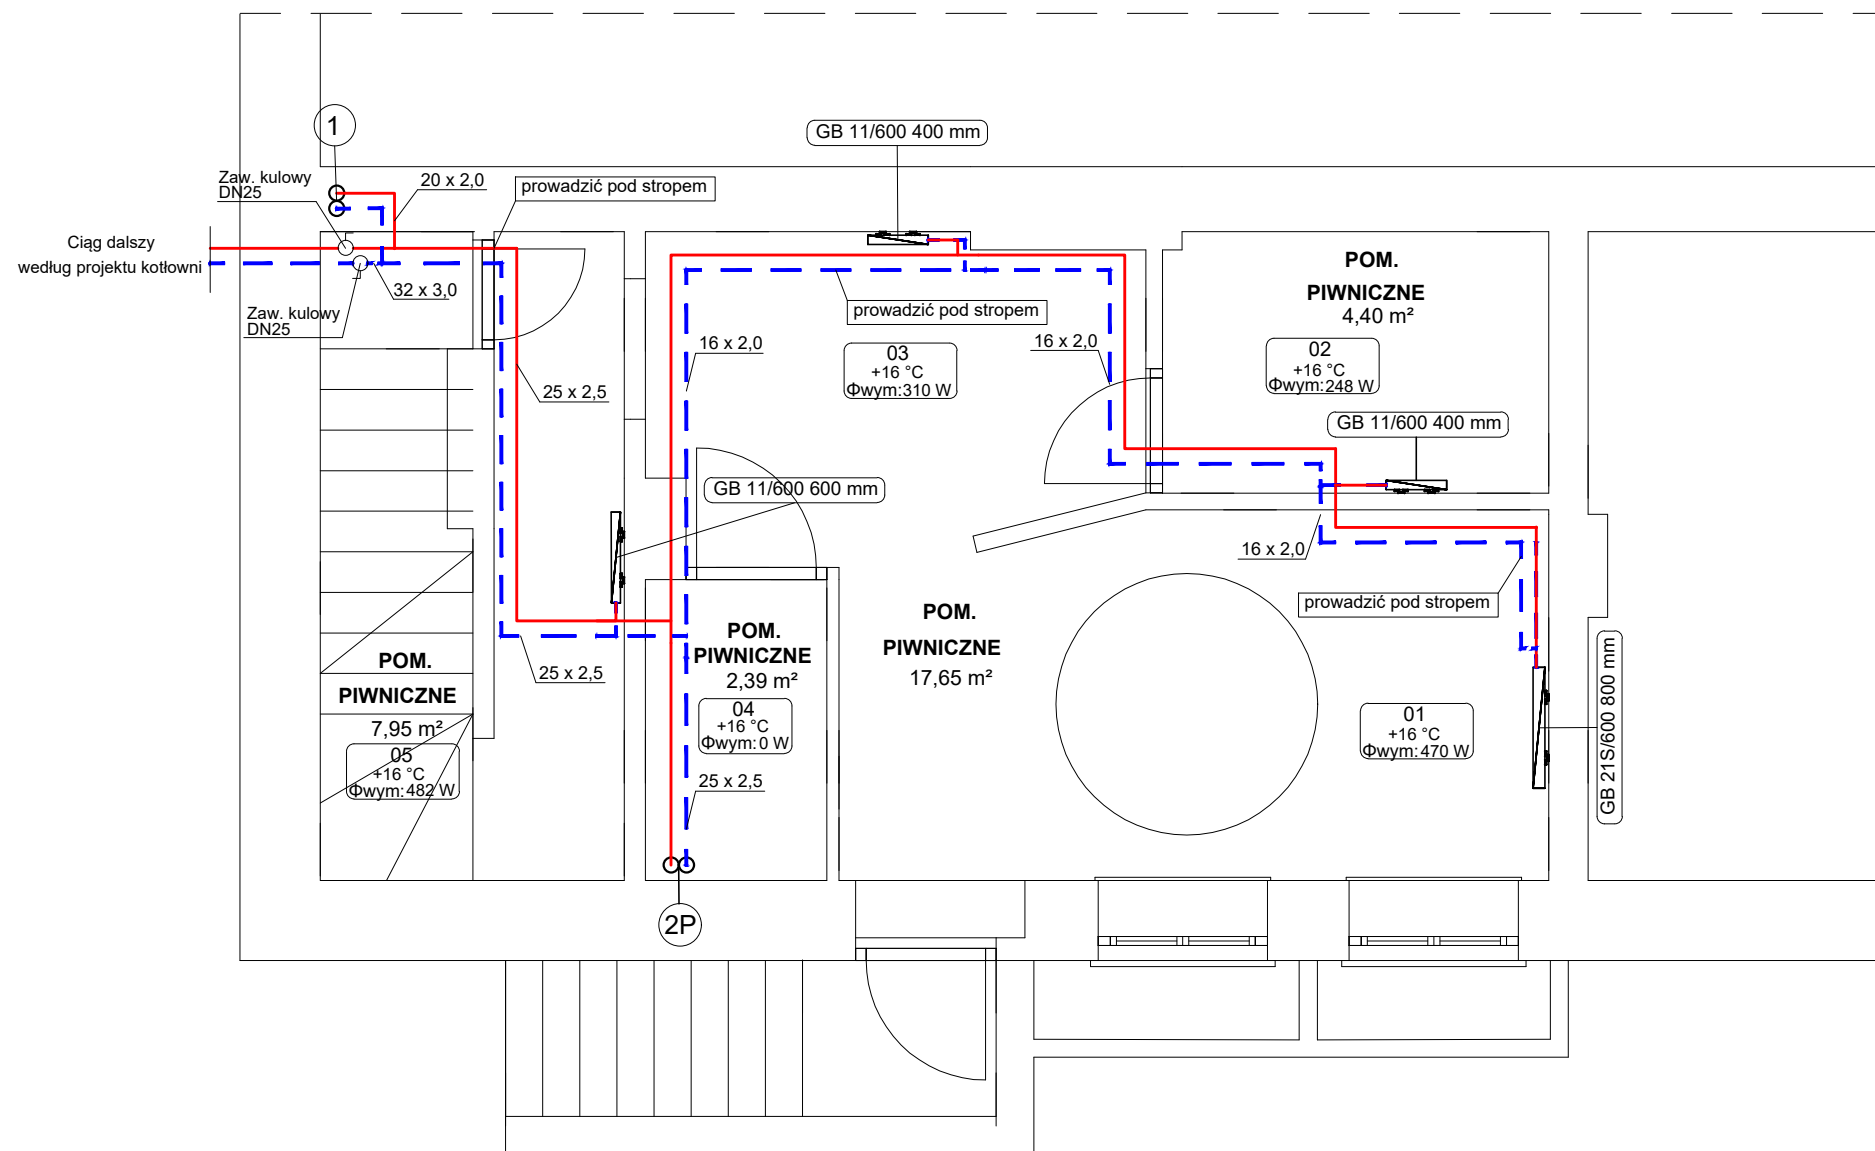 1
GB 11/600 400 mm
Zaw. kulowy
DN25
20 x 2,0
prowadzić pod stropem
Ciąg dalszy
według projektu kotłowni
32 x 3,0
Zaw. kulowy
DN25
POM.
PIWNICZNE
4,40 m²
prowadzić pod stropem
16 x 2,0
16 x 2,0
03
+16 °C
Φwym:310 W
02
+16 °C
Φwym:248 W
25 x 2,5
GB 11/600 400 mm
GB 11/600 600 mm
16 x 2,0
prowadzić pod stropem
POM.
PIWNICZNE
17,65 m²
POM.
PIWNICZNE
2,39 m²
25 x 2,5
POM.
PIWNICZNE
7,95 m²
04
+16 °C
Φwym:0 W
01
+16 °C
Φwym:470 W
GB 21S/600 800 mm
05
+16 °C
Φwym:482 W
25 x 2,5
2P